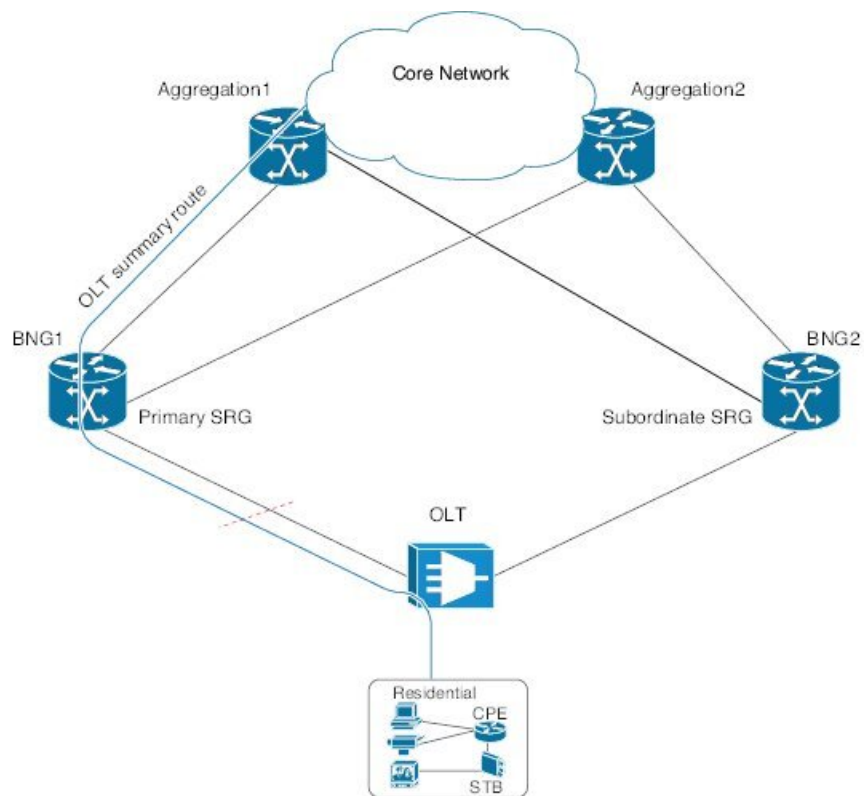 Core Network
Aggregation1
Aggregation2
OLT summary route
BNG1
BNG2
Primary SRG
Subordinate SRG
OLT
Residential
CPE
STB